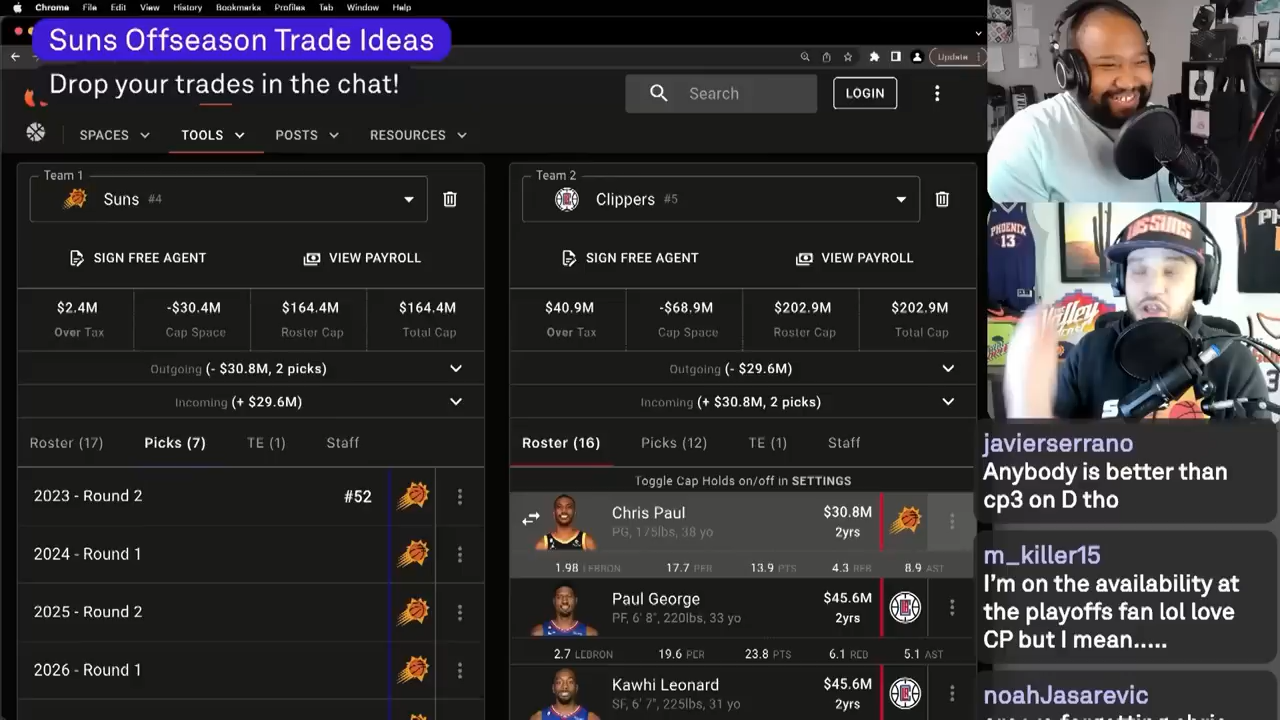 Chrome File Edit View History Bookmarks Profiles Tab Window Help
Suns Offseason Trade Ideas
Drop your trades in the chat!
Update
Search
LOGIN
SPACES TOOLS POSTS RESOURCES
Team 1
Suns #4
SIGN FREE AGENT VIEW PAYROLL
$2.4M -$30.4M $164.4M $164.4M
Over Tax Cap Space Roster Cap Total Cap
Outgoing (- $30.8M, 2 picks)
Incoming (+ $29.6M)
Roster (17) Picks (7) TE (1) Staff
2023 - Round 2 #52
2024 - Round 1
2025 - Round 2
2026 - Round 1
Team 2
Clippers #5
SIGN FREE AGENT VIEW PAYROLL
$40.9M -$68.9M $202.9M $202.9M
Over Tax Cap Space Roster Cap Total Cap
Outgoing (- $29.6M)
Incoming (+ $30.8M, 2 picks)
Roster (16) Picks (12) TE (1) Staff
Toggle Cap Holds on/off in SETTINGS
Chris Paul $30.8M
PG, 175lbs, 38 yo 2yrs
1.98 LEBRON 17.7 PER 13.9 PTS 4.3 REB 8.9 AST
Paul George $45.6M
PF, 6' 8", 220lbs, 33 yo 2yrs
2.7 LEBRON 19.6 PER 23.8 PTS 6.1 REB 5.1 AST
Kawhi Leonard $45.6M
SF, 6' 7", 225lbs, 31 yo 2yrs
PHOENIX
13
Valley
javierserrano
Anybody is better than
cp3 on D tho
m_killer15
I'm on the availability at
the playoffs fan lol love
CP but I mean.....
noahJasarevic